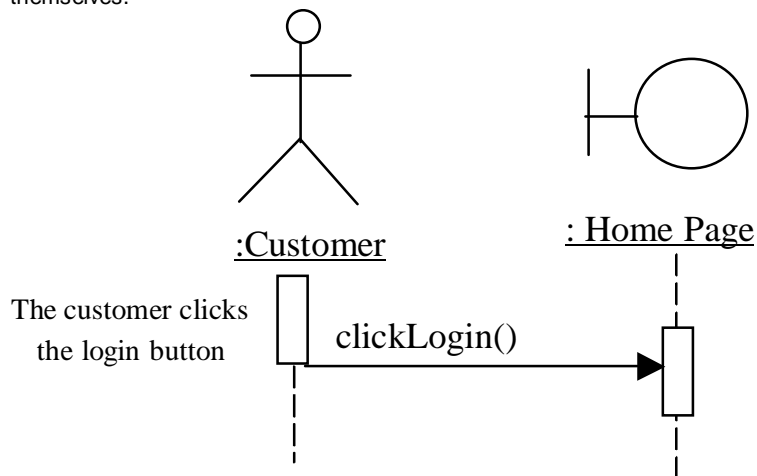 themselves.
:Customer
: Home Page
The customer clicks
the login button
clickLogin()